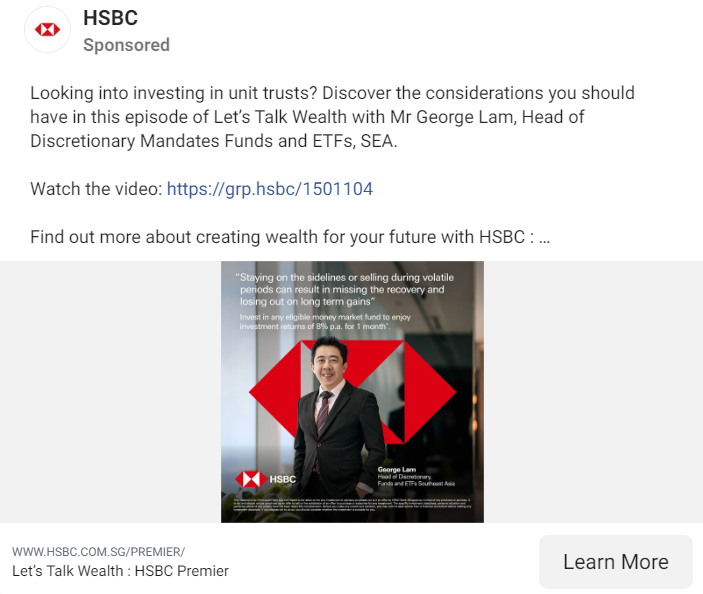 HSBC
Sponsored
Looking into investing in unit trusts? Discover the considerations you should
have in this episode of Let's Talk Wealth with Mr George Lam, Head of
Discretionary Mandates Funds and ETFs, SEA.
Watch the video: https://grp.hsbc/1501104
Find out more about creating wealth for your future with HSBC : ...
"Staying on the sidelines or selling during volatile
periods can result in missing the recovery and
losing out on long term gains"
Invest in any eligible money market fund to enjoy
investment returns of 8% p.a. for 1 month*.
HSBC
George Lam
Head of Discretionary,
Funds and ETFs Southeast Asia
WWW.HSBC.COM.SG/PREMIER/
Let's Talk Wealth : HSBC Premier
Learn More